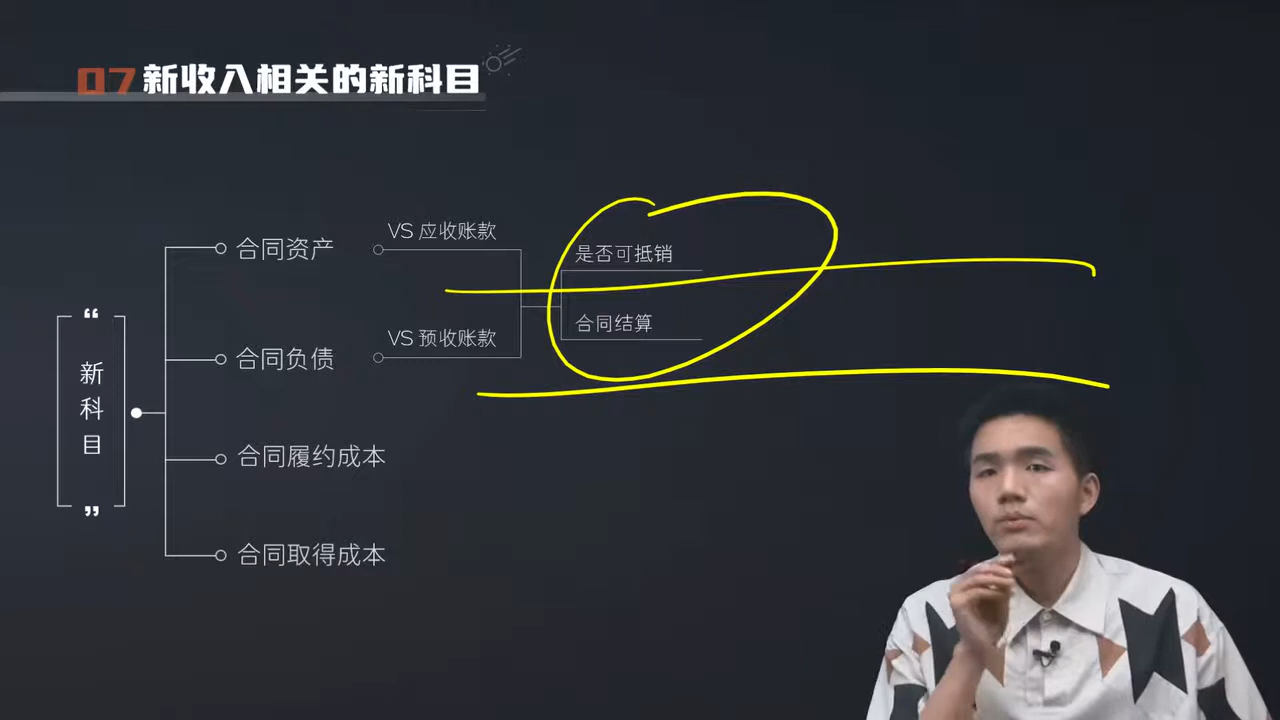 07 新收入相关的新科目
VS 应收账款
合同资产
是否可抵销
合同结算
VS 预收账款
合同负债
“
新
科
目
”
合同履约成本
合同取得成本